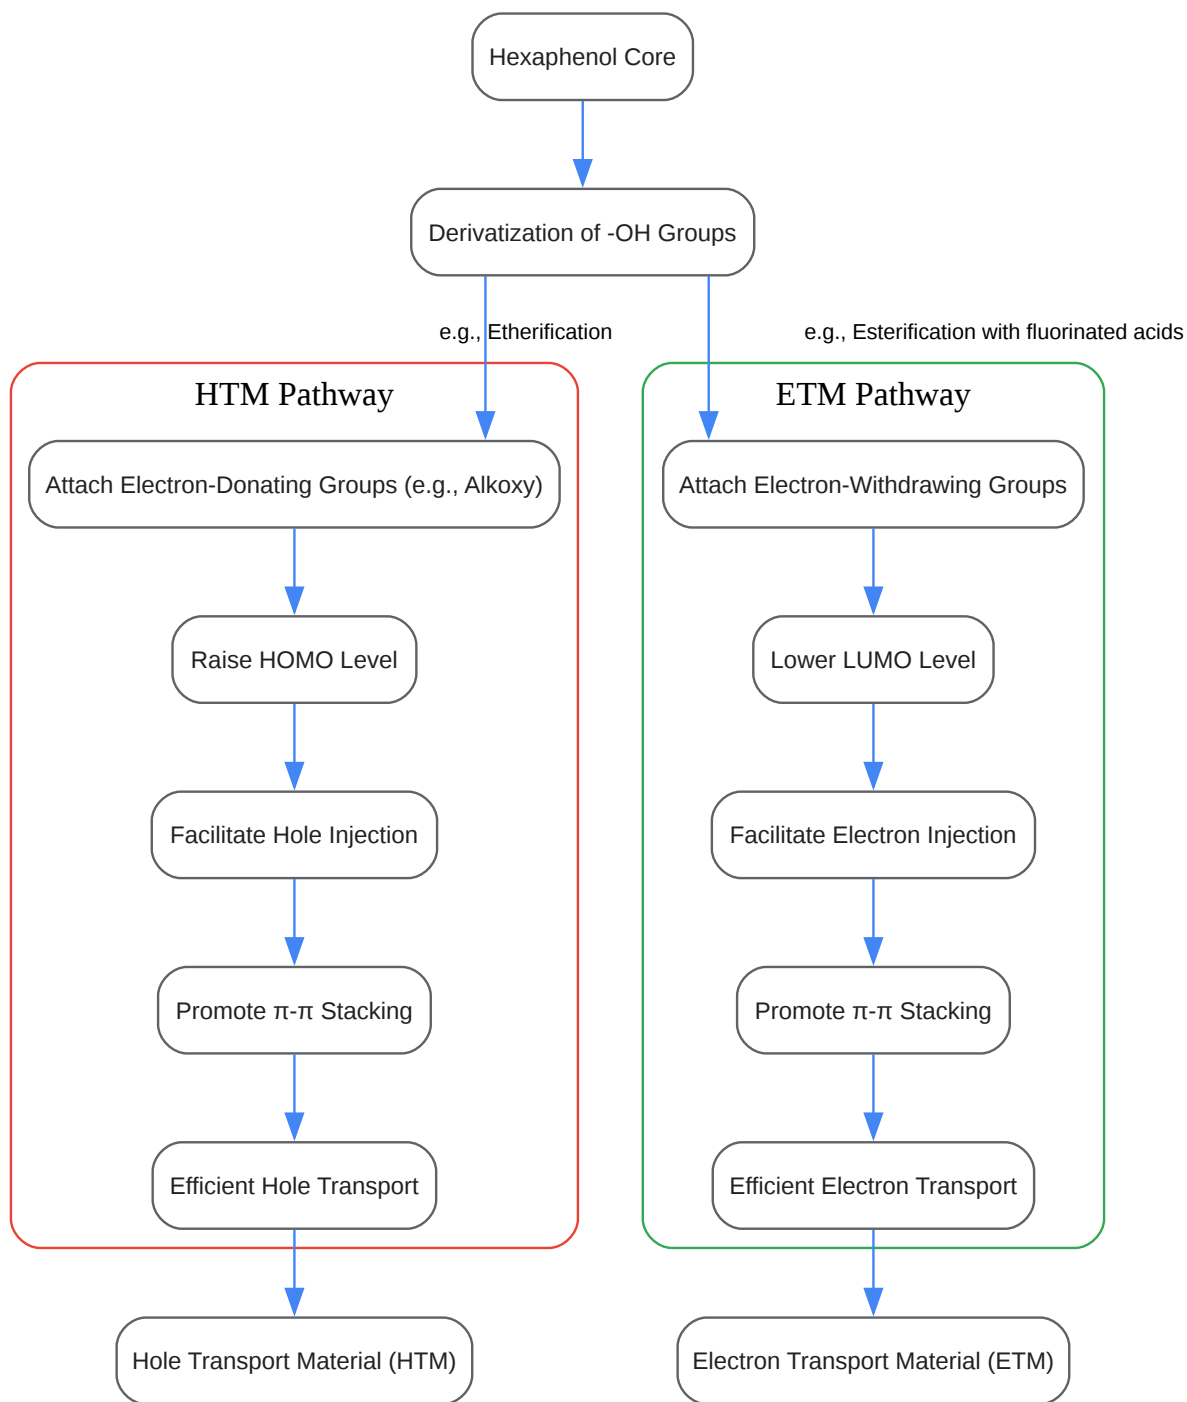 Hexaphenol Core
Derivatization of -OH Groups
e.g., Etherification
e.g., Esterification with fluorinated acids
HTM Pathway
ETM Pathway
Attach Electron-Donating Groups (e.g., Alkoxy)
Attach Electron-Withdrawing Groups
Raise HOMO Level
Lower LUMO Level
Facilitate Hole Injection
Facilitate Electron Injection
Promote π-π Stacking
Promote π-π Stacking
Efficient Hole Transport
Efficient Electron Transport
Hole Transport Material (HTM)
Electron Transport Material (ETM)